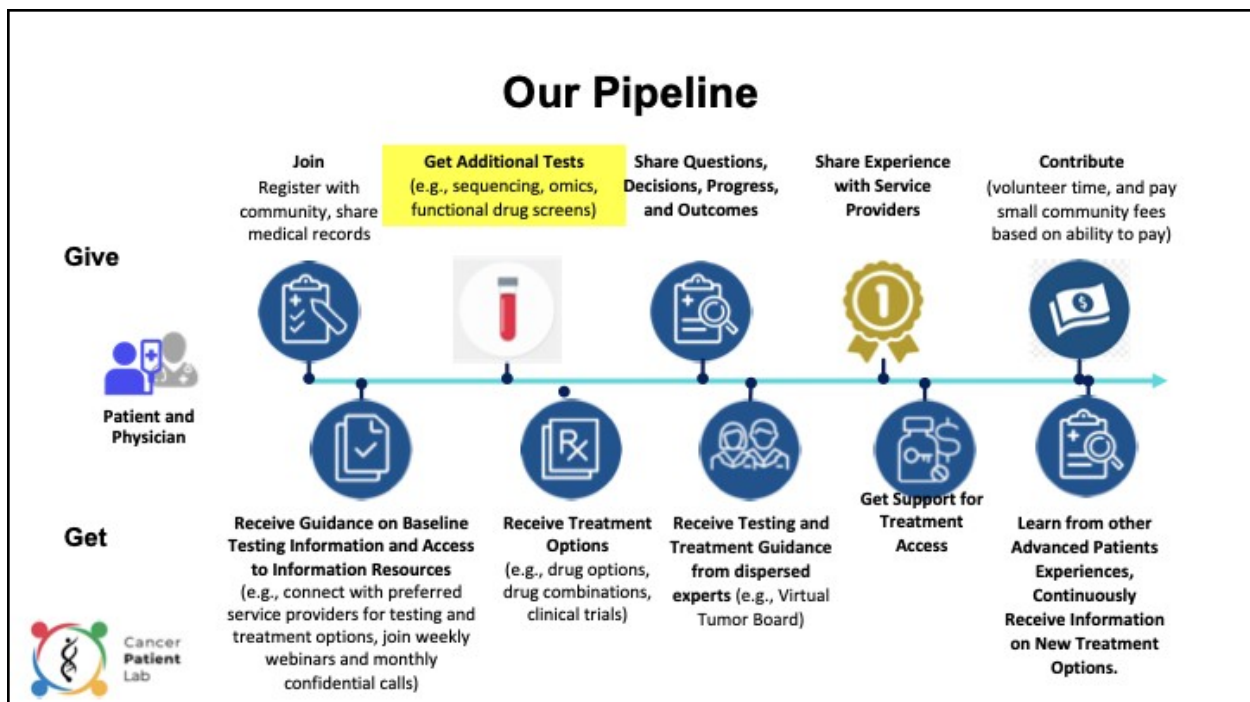 Our Pipeline
Join
Register with
community, share
medical records
Get Additional Tests
(e.g., sequencing, omics,
functional drug screens)
Share Questions,
Decisions, Progress,
and Outcomes
Share Experience
with Service
Providers
Contribute
(volunteer time, and pay
small community fees
based on ability to pay)
Give
1
$
Patient and
Physician
Rx
$
Get
Receive Guidance on Baseline
Testing Information and Access
to Information Resources
(e.g., connect with preferred
service providers for testing and
treatment options, join weekly
webinars and monthly
confidential calls)
Receive Treatment
Options
(e.g., drug options,
drug combinations,
clinical trials)
Receive Testing and
Treatment Guidance
from dispersed
experts (e.g., Virtual
Tumor Board)
Get Support for
Treatment
Access
Learn from other
Advanced Patients
Experiences,
Continuously
Receive Information
on New Treatment
Options.
Cancer
Patient
Lab